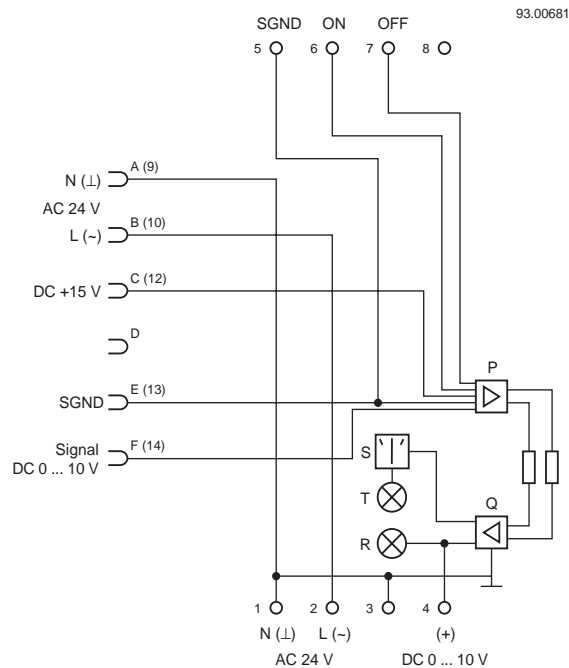 93.00681
SGND ON OFF
5 6 7 8
A (9)
N (⊥)
AC 24 V
B (10)
L (~)
C (12)
DC +15 V
D
P
E (13)
SGND
Signal
F (14)
DC 0 ... 10 V
S
T
Q
R
1 2 3 4
N (⊥) L (~) (+)
AC 24 V DC 0 ... 10 V